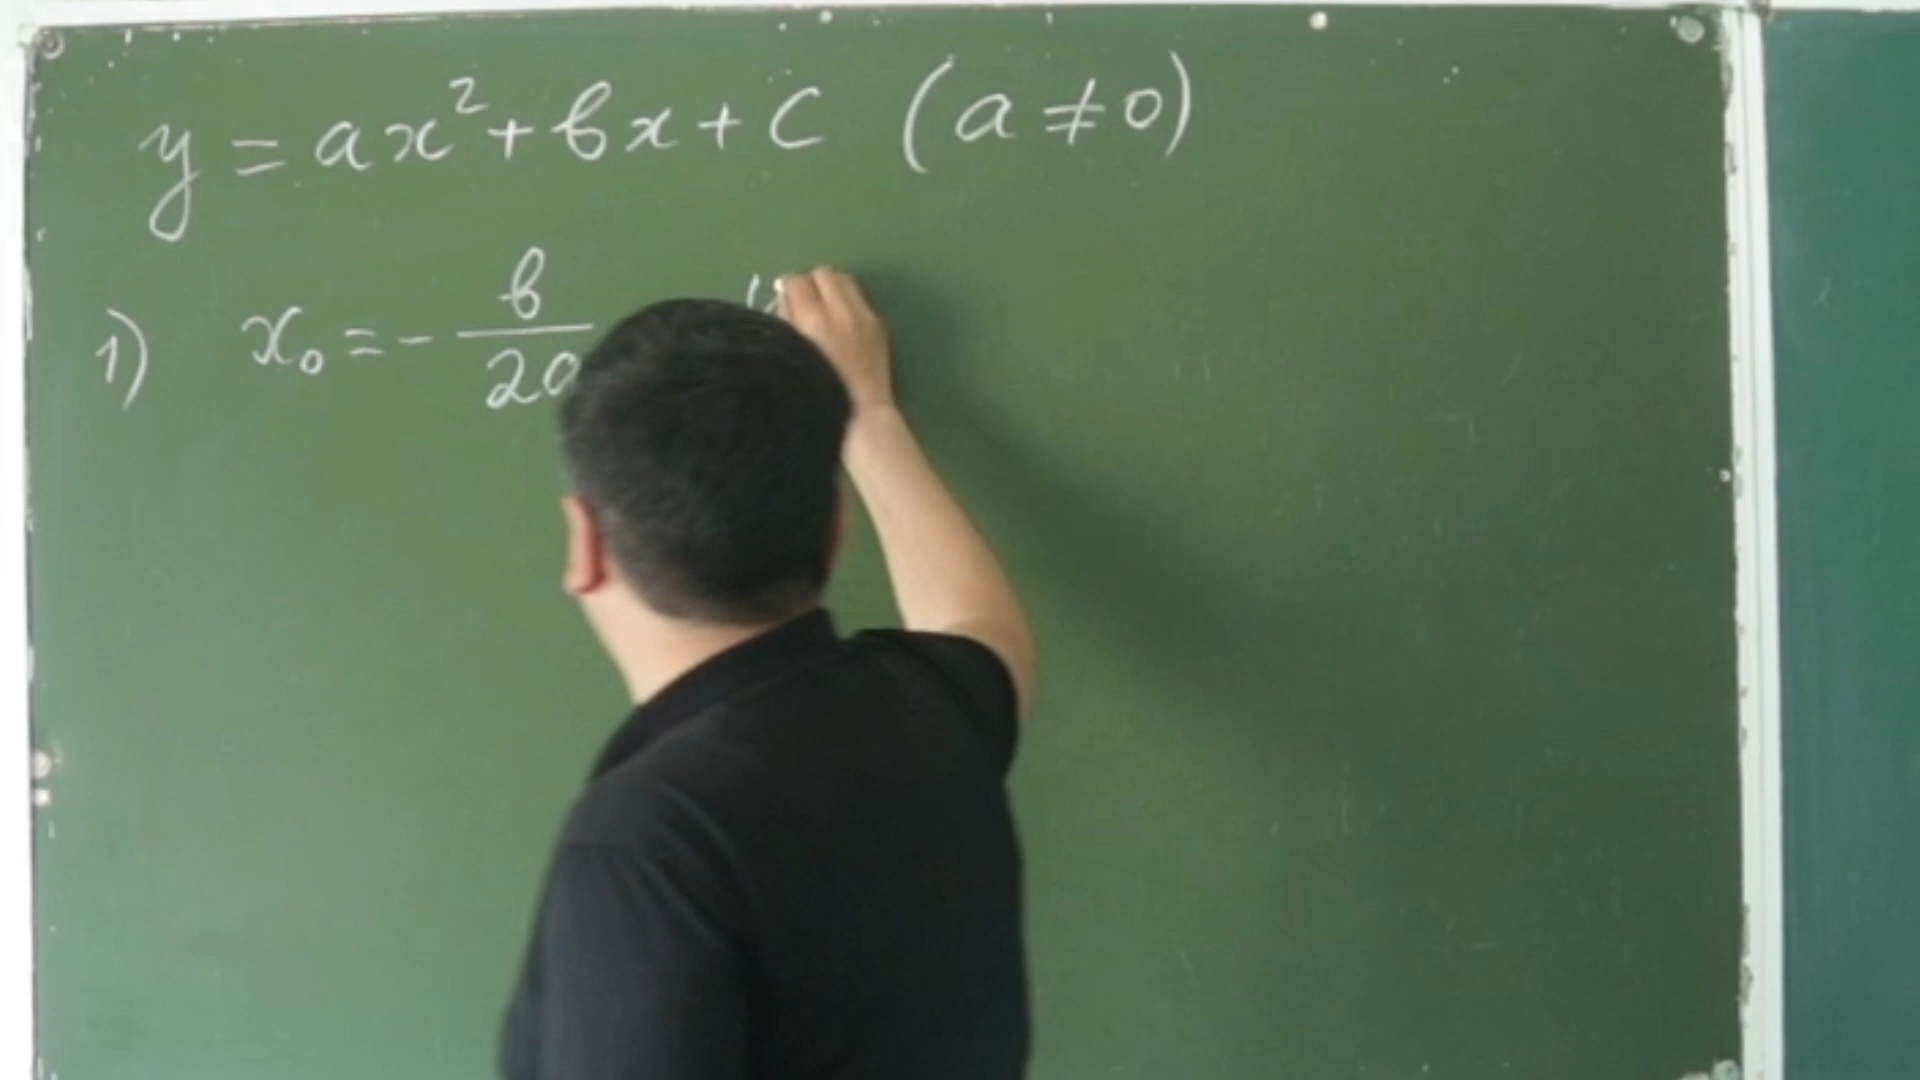 y = ax² + bx + c (a ≠ 0)
1) x₀ = - b/2a y